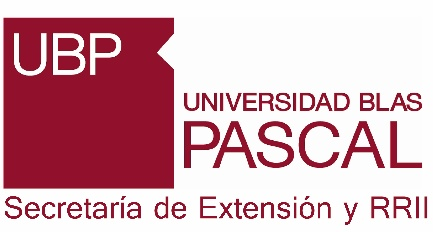 UBP
UNIVERSIDAD BLAS
PASCAL
Secretaría de Extensión y RRII